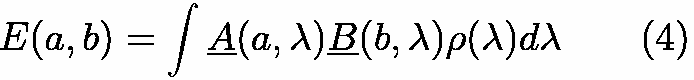 E(a, b) = ∫ A̲(a, λ)B̲(b, λ)ρ(λ)dλ (4)